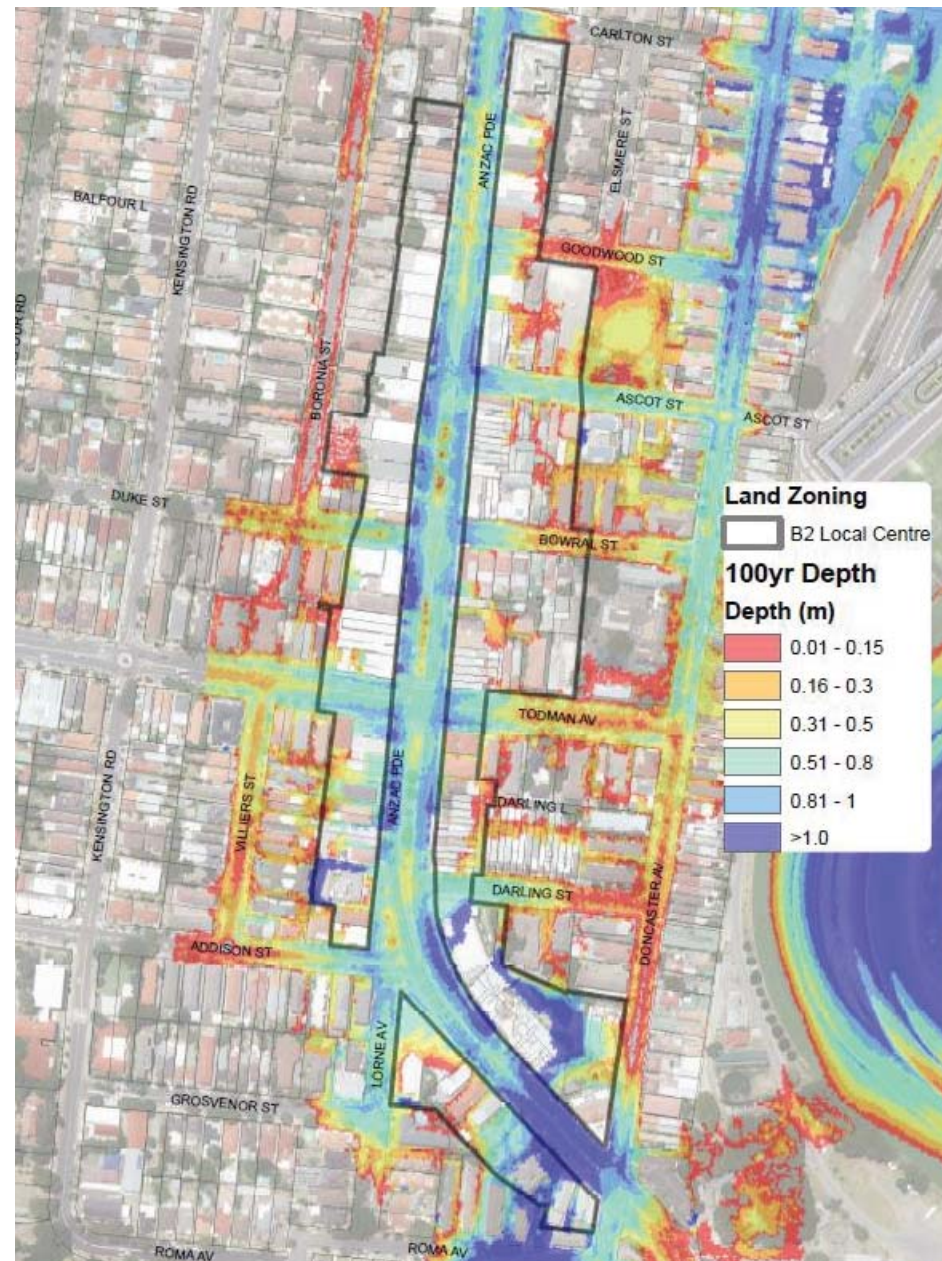 CARLTON ST
ANZAC PDE
ELSMERE ST
BALFOUR L
KENSINGTON RD
GOODWOOD ST
OUR RD
BORONIA ST
ASCOT ST
ASCOT ST
DUKE ST
BOWRAL ST
Land Zoning
B2 Local Centre
100yr Depth
Depth (m)
0.01 - 0.15
0.16 - 0.3
0.31 - 0.5
0.51 - 0.8
0.81 - 1
>1.0
TODMAN AV
KENSINGTON RD
VILLIERS ST
ANZAC PDE
DARLING L
DARLING ST
DONCASTER AV
ADDISON ST
LORNE AV
GROSVENOR ST
ROMA AV
ROMA AV